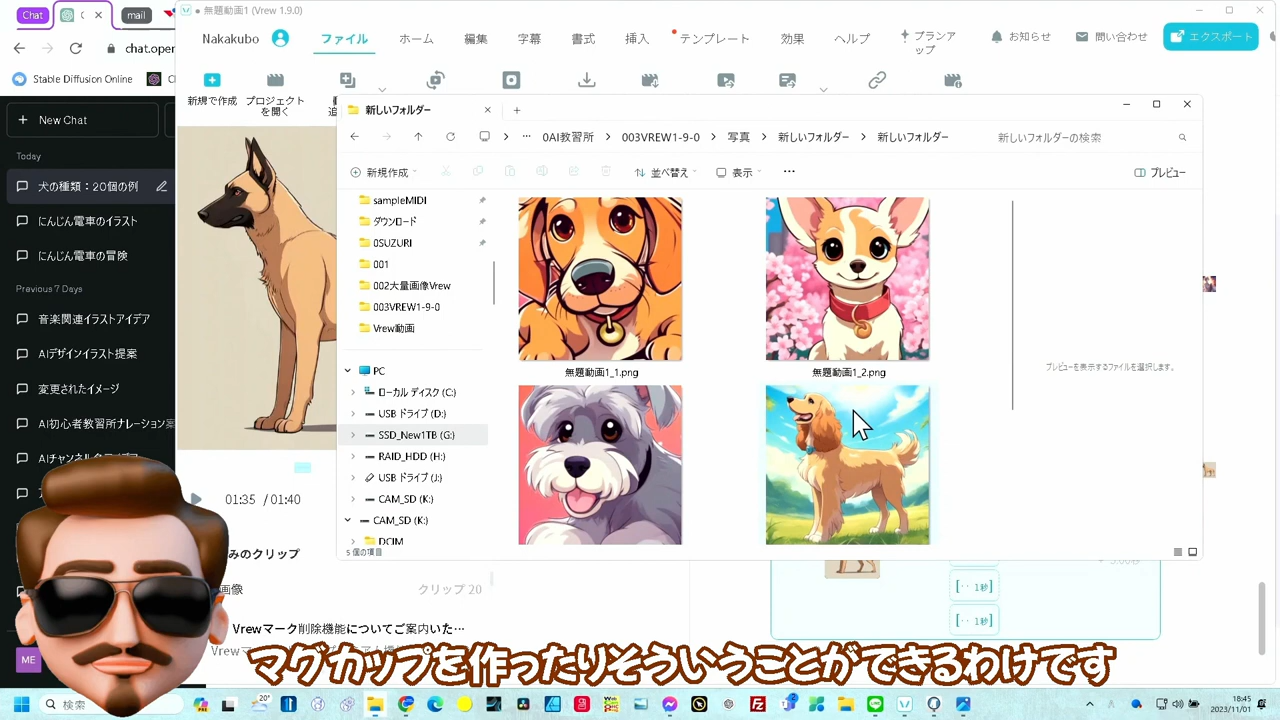 Chat
mail
無題動画1 (Vrew 1.9.0)
Nakakubo
ファイル
ホーム
編集
字幕
書式
挿入
テンプレート
効果
ヘルプ
プランアップ
お知らせ
問い合わせ
エクスポート
chat.open
Stable Diffusion Online
新規で作成
プロジェクトを開く
新しいフォルダー
0AI教習所
003VREW1-9-0
写真
新しいフォルダー
新しいフォルダー
新しいフォルダーの検索
新規作成
並べ替え
表示
プレビュー
New Chat
Today
犬の種類：20個の例
にんじん電車のイラスト
にんじん電車の冒険
Previous 7 Days
音楽関連イラストアイデア
AIデザインイラスト提案
変更されたイメージ
AI初心者教習所ナレーション案
sampleMIDI
ダウンロード
0SUZURI
001
002大量画像Vrew
003VREW1-9-0
Vrew動画
PC
ローカル ディスク (C:)
USB ドライブ (D:)
SSD_New1TB (G:)
RAID_HDD (H:)
USB ドライブ (J:)
CAM_SD (K:)
CAM_SD (K:)
DCIM
5 個の項目
無題動画1_1.png
無題動画1_2.png
プレビューを表示するファイルを選択します。
01:35 / 01:40
みのクリップ
画像
クリップ 20
Vrewマーク削除機能についてご案内いた…
1秒
1秒
ME
マグカップを作ったりそういうことができるわけです
20°
検索
18:45
2023/11/01